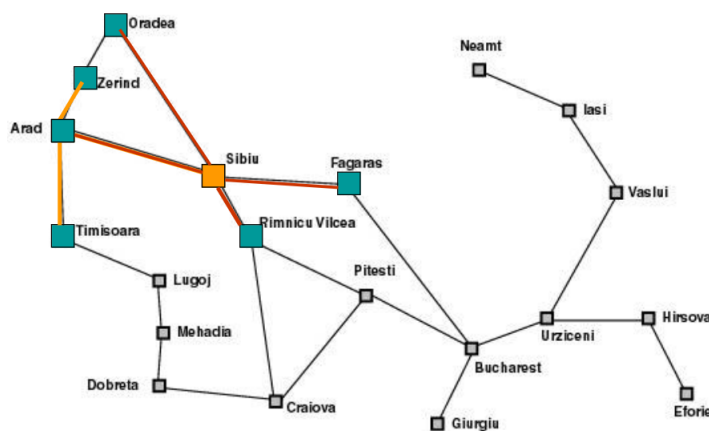 Oradea
Neamt
Zerind
Iasi
Arad
Sibiu
Fagaras
Vaslui
Timisoara
Rimnicu Vilcea
Lugoj
Pitesti
Hirsova
Mehadia
Urziceni
Bucharest
Dobreta
Craiova
Eforie
Giurgiu